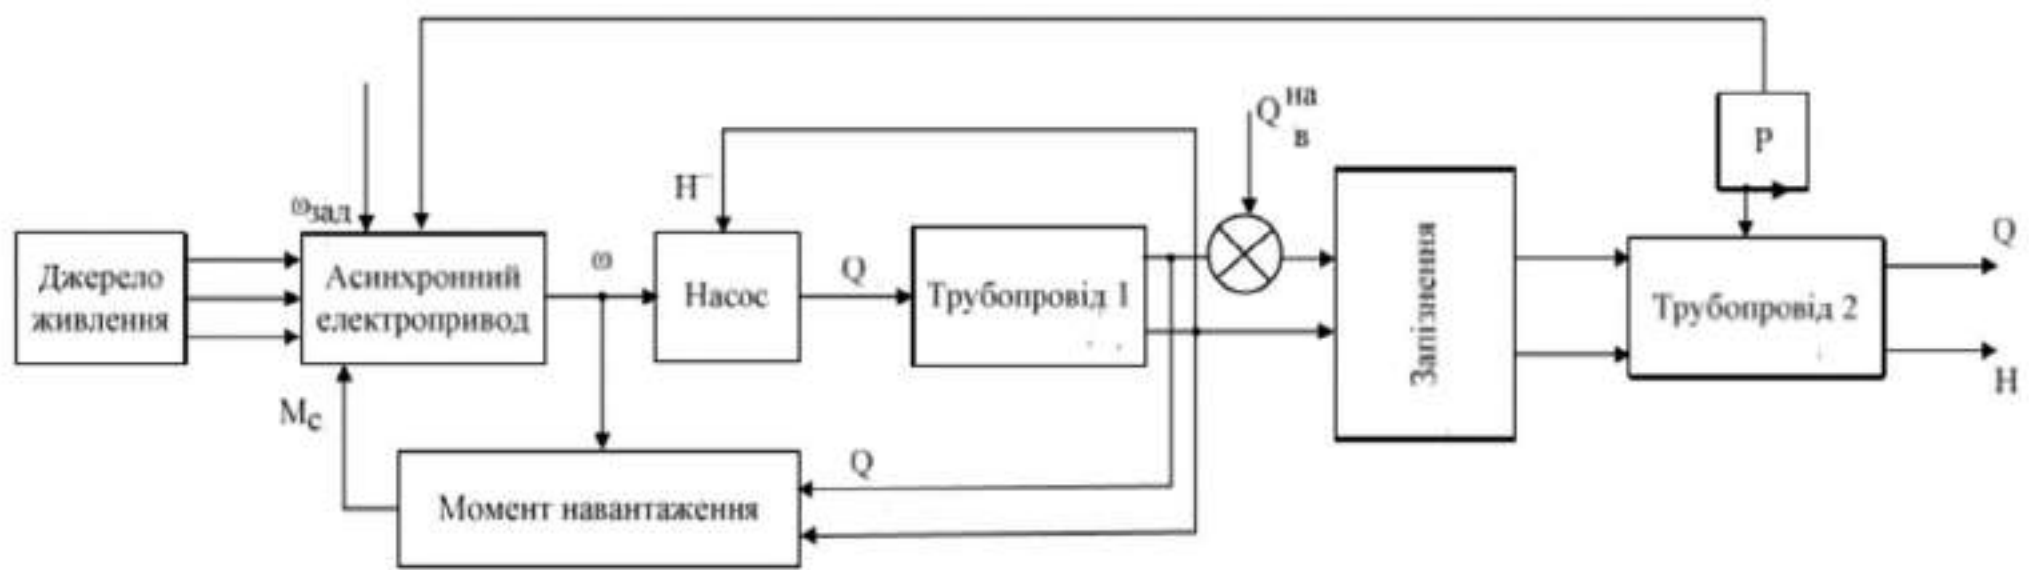 Q на
в
P
H
ωзад
Джерело
живлення
Асинхронний
електропривод
ω
Насос
Q
Трубопровід 1
Запізнення
Трубопровід 2
Q
H
Mc
Момент навантаження
Q